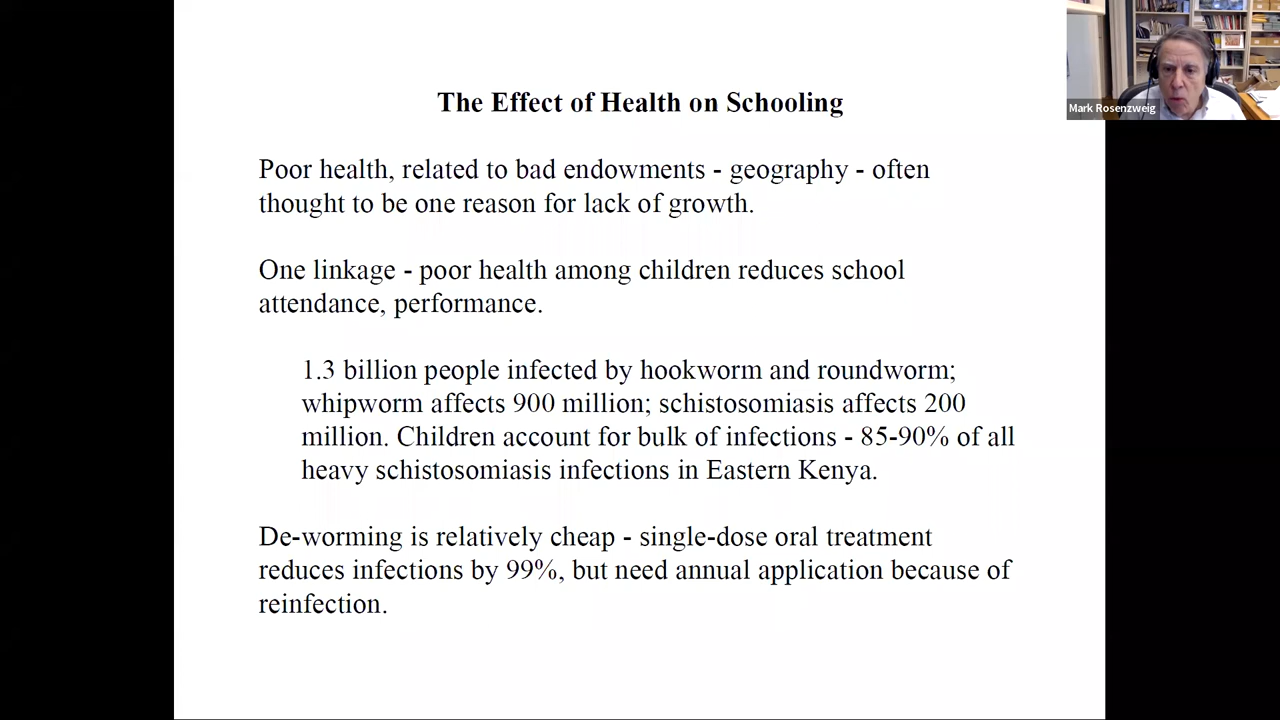 The Effect of Health on Schooling
Mark Rosenzweig
Poor health, related to bad endowments - geography - often
thought to be one reason for lack of growth.
One linkage - poor health among children reduces school
attendance, performance.
1.3 billion people infected by hookworm and roundworm;
whipworm affects 900 million; schistosomiasis affects 200
million. Children account for bulk of infections - 85-90% of all
heavy schistosomiasis infections in Eastern Kenya.
De-worming is relatively cheap - single-dose oral treatment
reduces infections by 99%, but need annual application because of
reinfection.